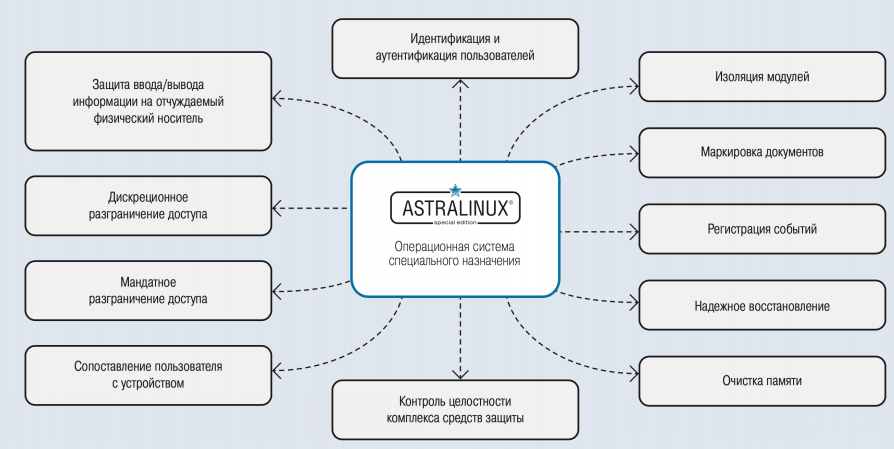 Идентификация и
аутентификация пользователей
Защита ввода/вывода
информации на отчуждаемый
физический носитель
Дискреционное
разграничение доступа
Мандатное
разграничение доступа
Сопоставление пользователя
с устройством
ASTRALINUX®
special edition
Операционная система
специального назначения
Изоляция модулей
Маркировка документов
Регистрация событий
Надежное восстановление
Очистка памяти
Контроль целостности
комплекса средств защиты